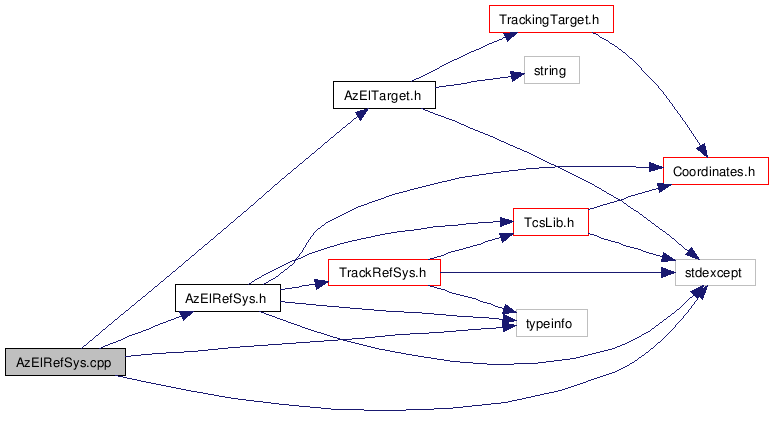 TrackingTarget.h
string
AzElTarget.h
Coordinates.h
TcsLib.h
TrackRefSys.h
stdexcept
AzElRefSys.h
typeinfo
AzElRefSys.cpp